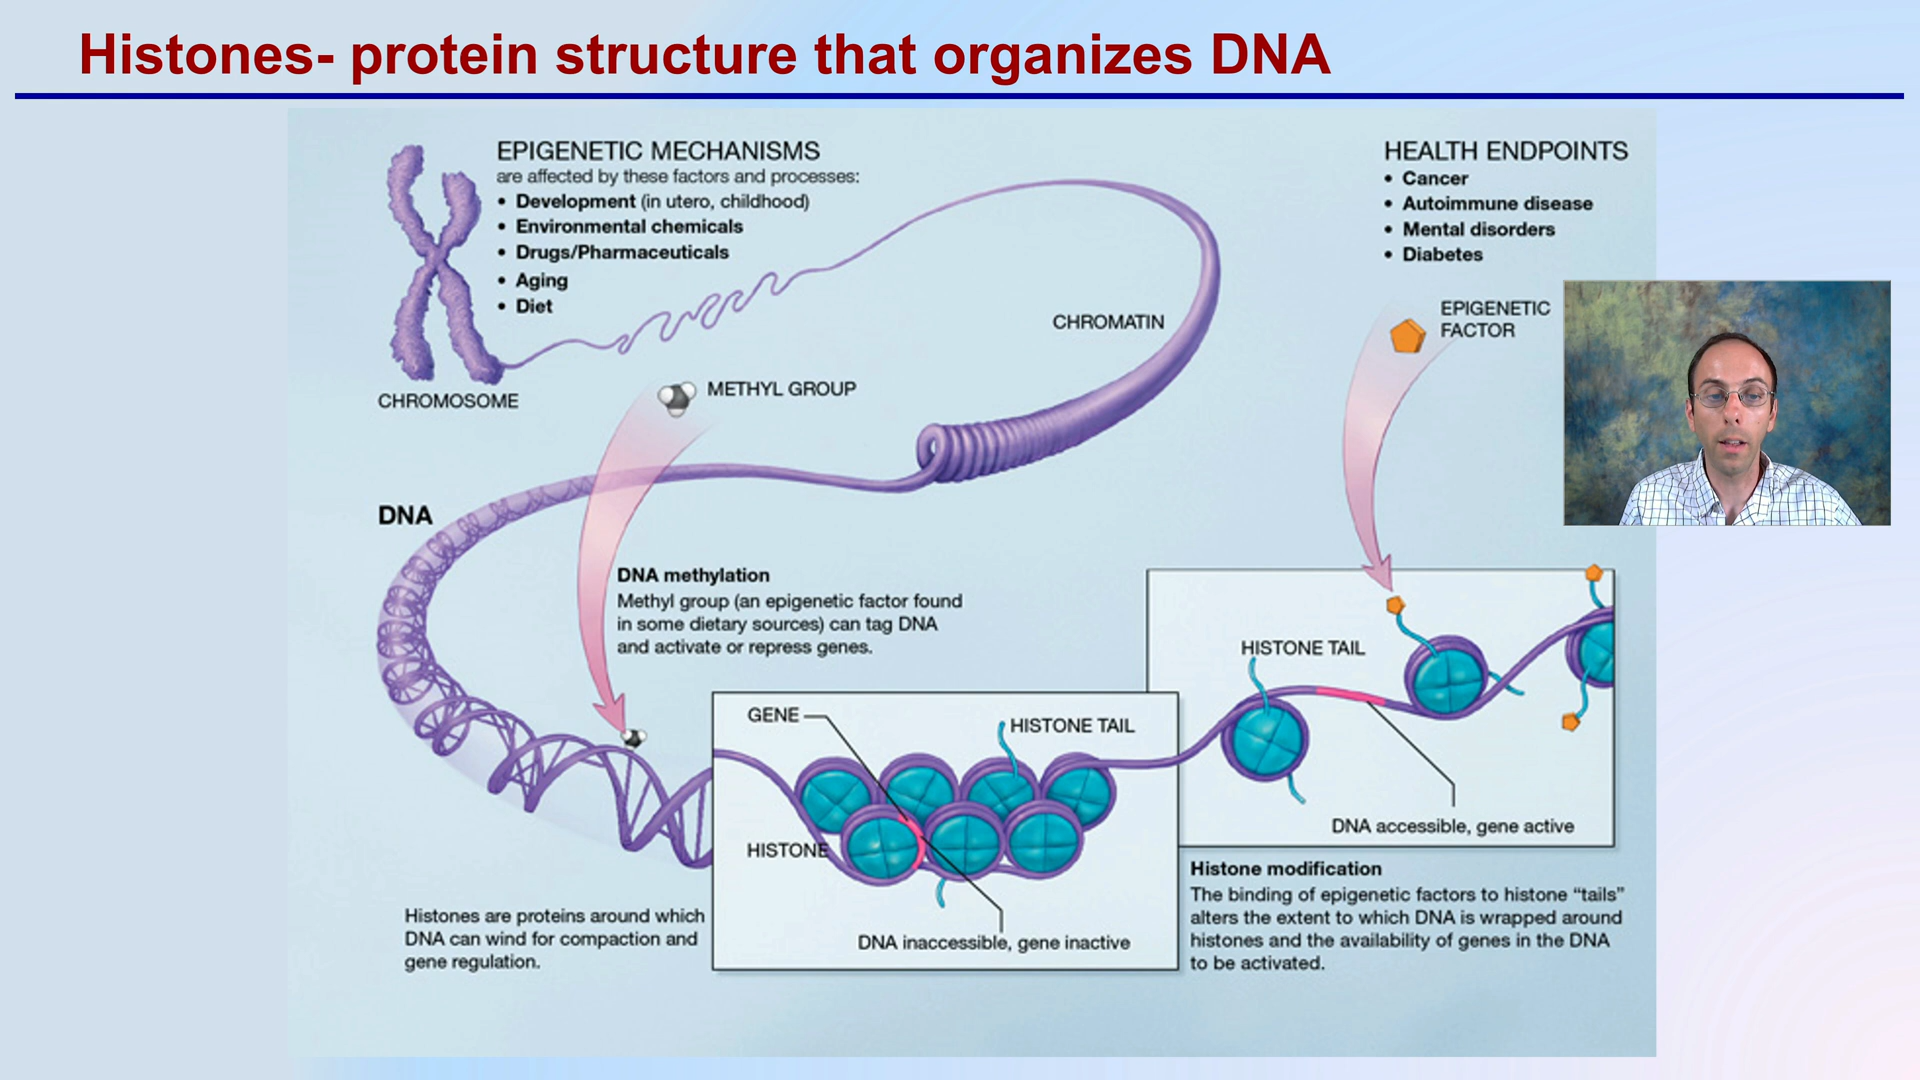 Histones- protein structure that organizes DNA
EPIGENETIC MECHANISMS
are affected by these factors and processes:
• Development (in utero, childhood)
• Environmental chemicals
• Drugs/Pharmaceuticals
• Aging
• Diet
HEALTH ENDPOINTS
• Cancer
• Autoimmune disease
• Mental disorders
• Diabetes
EPIGENETIC
FACTOR
CHROMATIN
CHROMOSOME
METHYL GROUP
DNA
DNA methylation
Methyl group (an epigenetic factor found
in some dietary sources) can tag DNA
and activate or repress genes.
HISTONE TAIL
GENE
HISTONE TAIL
HISTONE
DNA accessible, gene active
DNA inaccessible, gene inactive
Histones are proteins around which
DNA can wind for compaction and
gene regulation.
Histone modification
The binding of epigenetic factors to histone “tails”
alters the extent to which DNA is wrapped around
histones and the availability of genes in the DNA
to be activated.